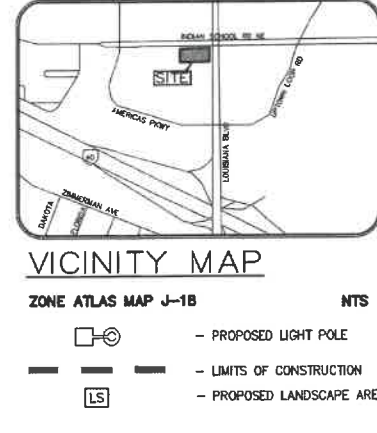 INDIAN SCHOOL RD NE
SITE
UPTOWN LOOP RD
AMERICAS PKWY
LOUISIANA BLVD
40
ZIMMERMAN AVE
DAKOTA
FLORIDA
VICINITY MAP
ZONE ATLAS MAP J-18 NTS
- PROPOSED LIGHT POLE
- LIMITS OF CONSTRUCTION
LS - PROPOSED LANDSCAPE ARE